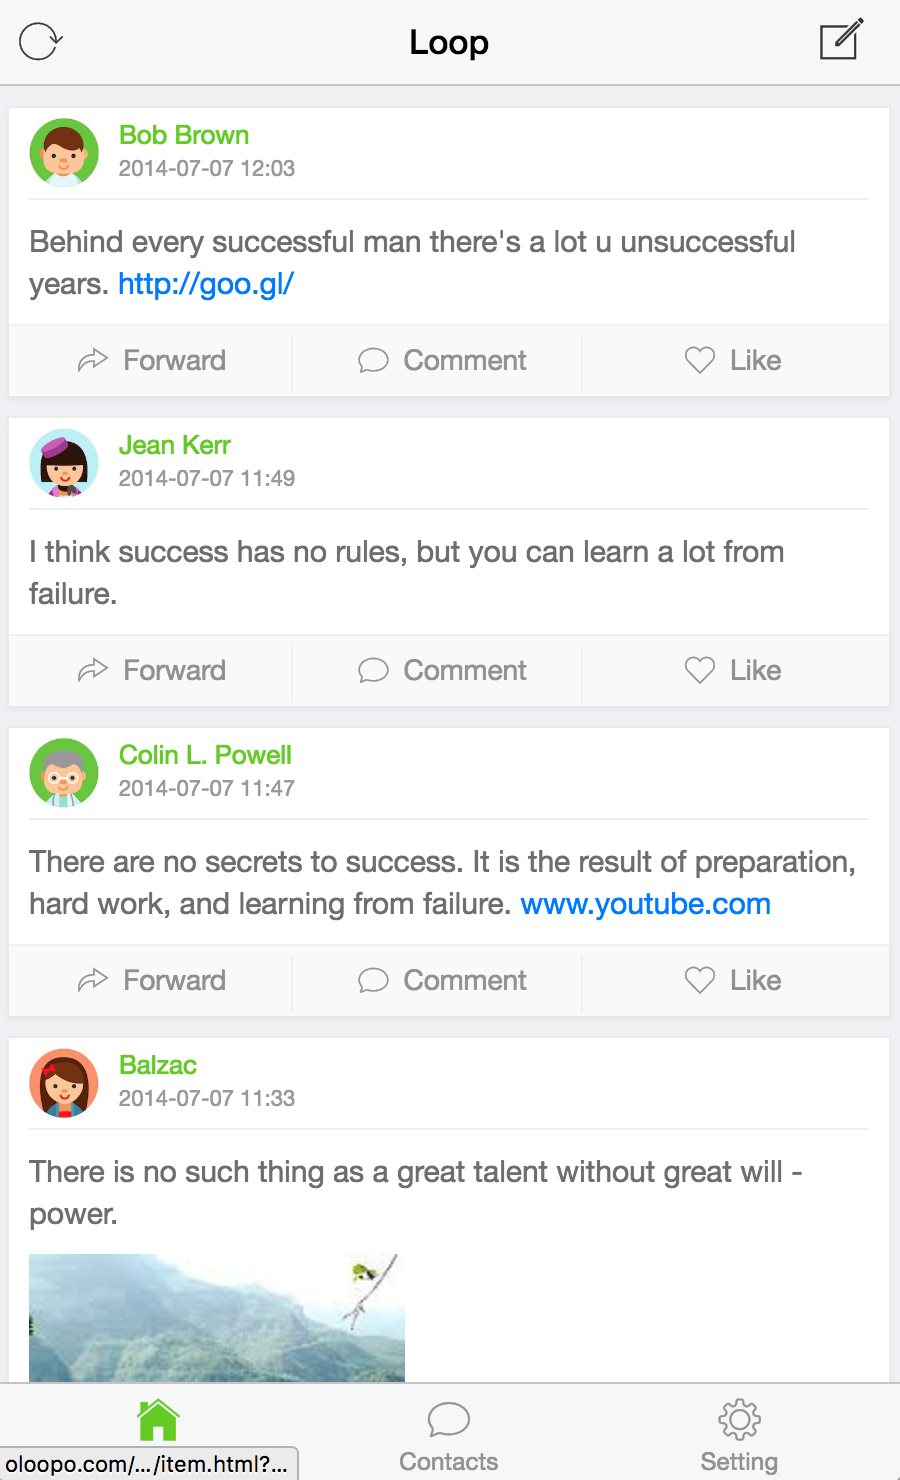 Loop
Bob Brown
2014-07-07 12:03
Behind every successful man there's a lot u unsuccessful
years. http://goo.gl/
Forward Comment Like
Jean Kerr
2014-07-07 11:49
I think success has no rules, but you can learn a lot from
failure.
Forward Comment Like
Colin L. Powell
2014-07-07 11:47
There are no secrets to success. It is the result of preparation,
hard work, and learning from failure. www.youtube.com
Forward Comment Like
Balzac
2014-07-07 11:33
There is no such thing as a great talent without great will -
power.
Contacts Setting
oloopo.com/.../item.html?...